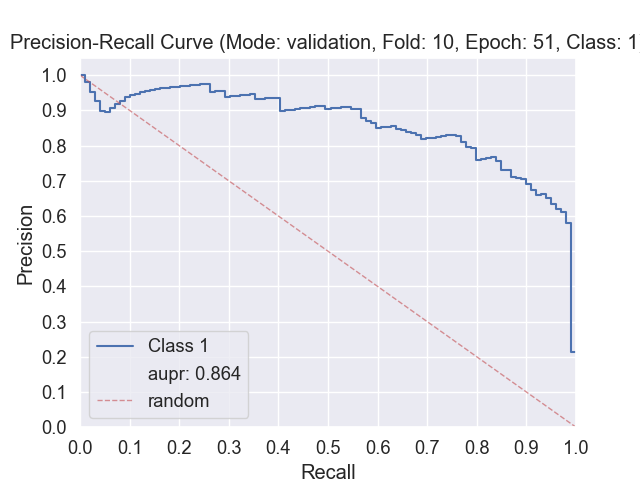 Precision-Recall Curve (Mode: validation, Fold: 10, Epoch: 51, Class: 1
1.0
0.9
0.8
0.7
0.6
0.5
0.4
0.3
0.2
0.1
0.0
Precision
Class 1
aupr: 0.864
random
0.0 0.1 0.2 0.3 0.4 0.5 0.6 0.7 0.8 0.9 1.0
Recall